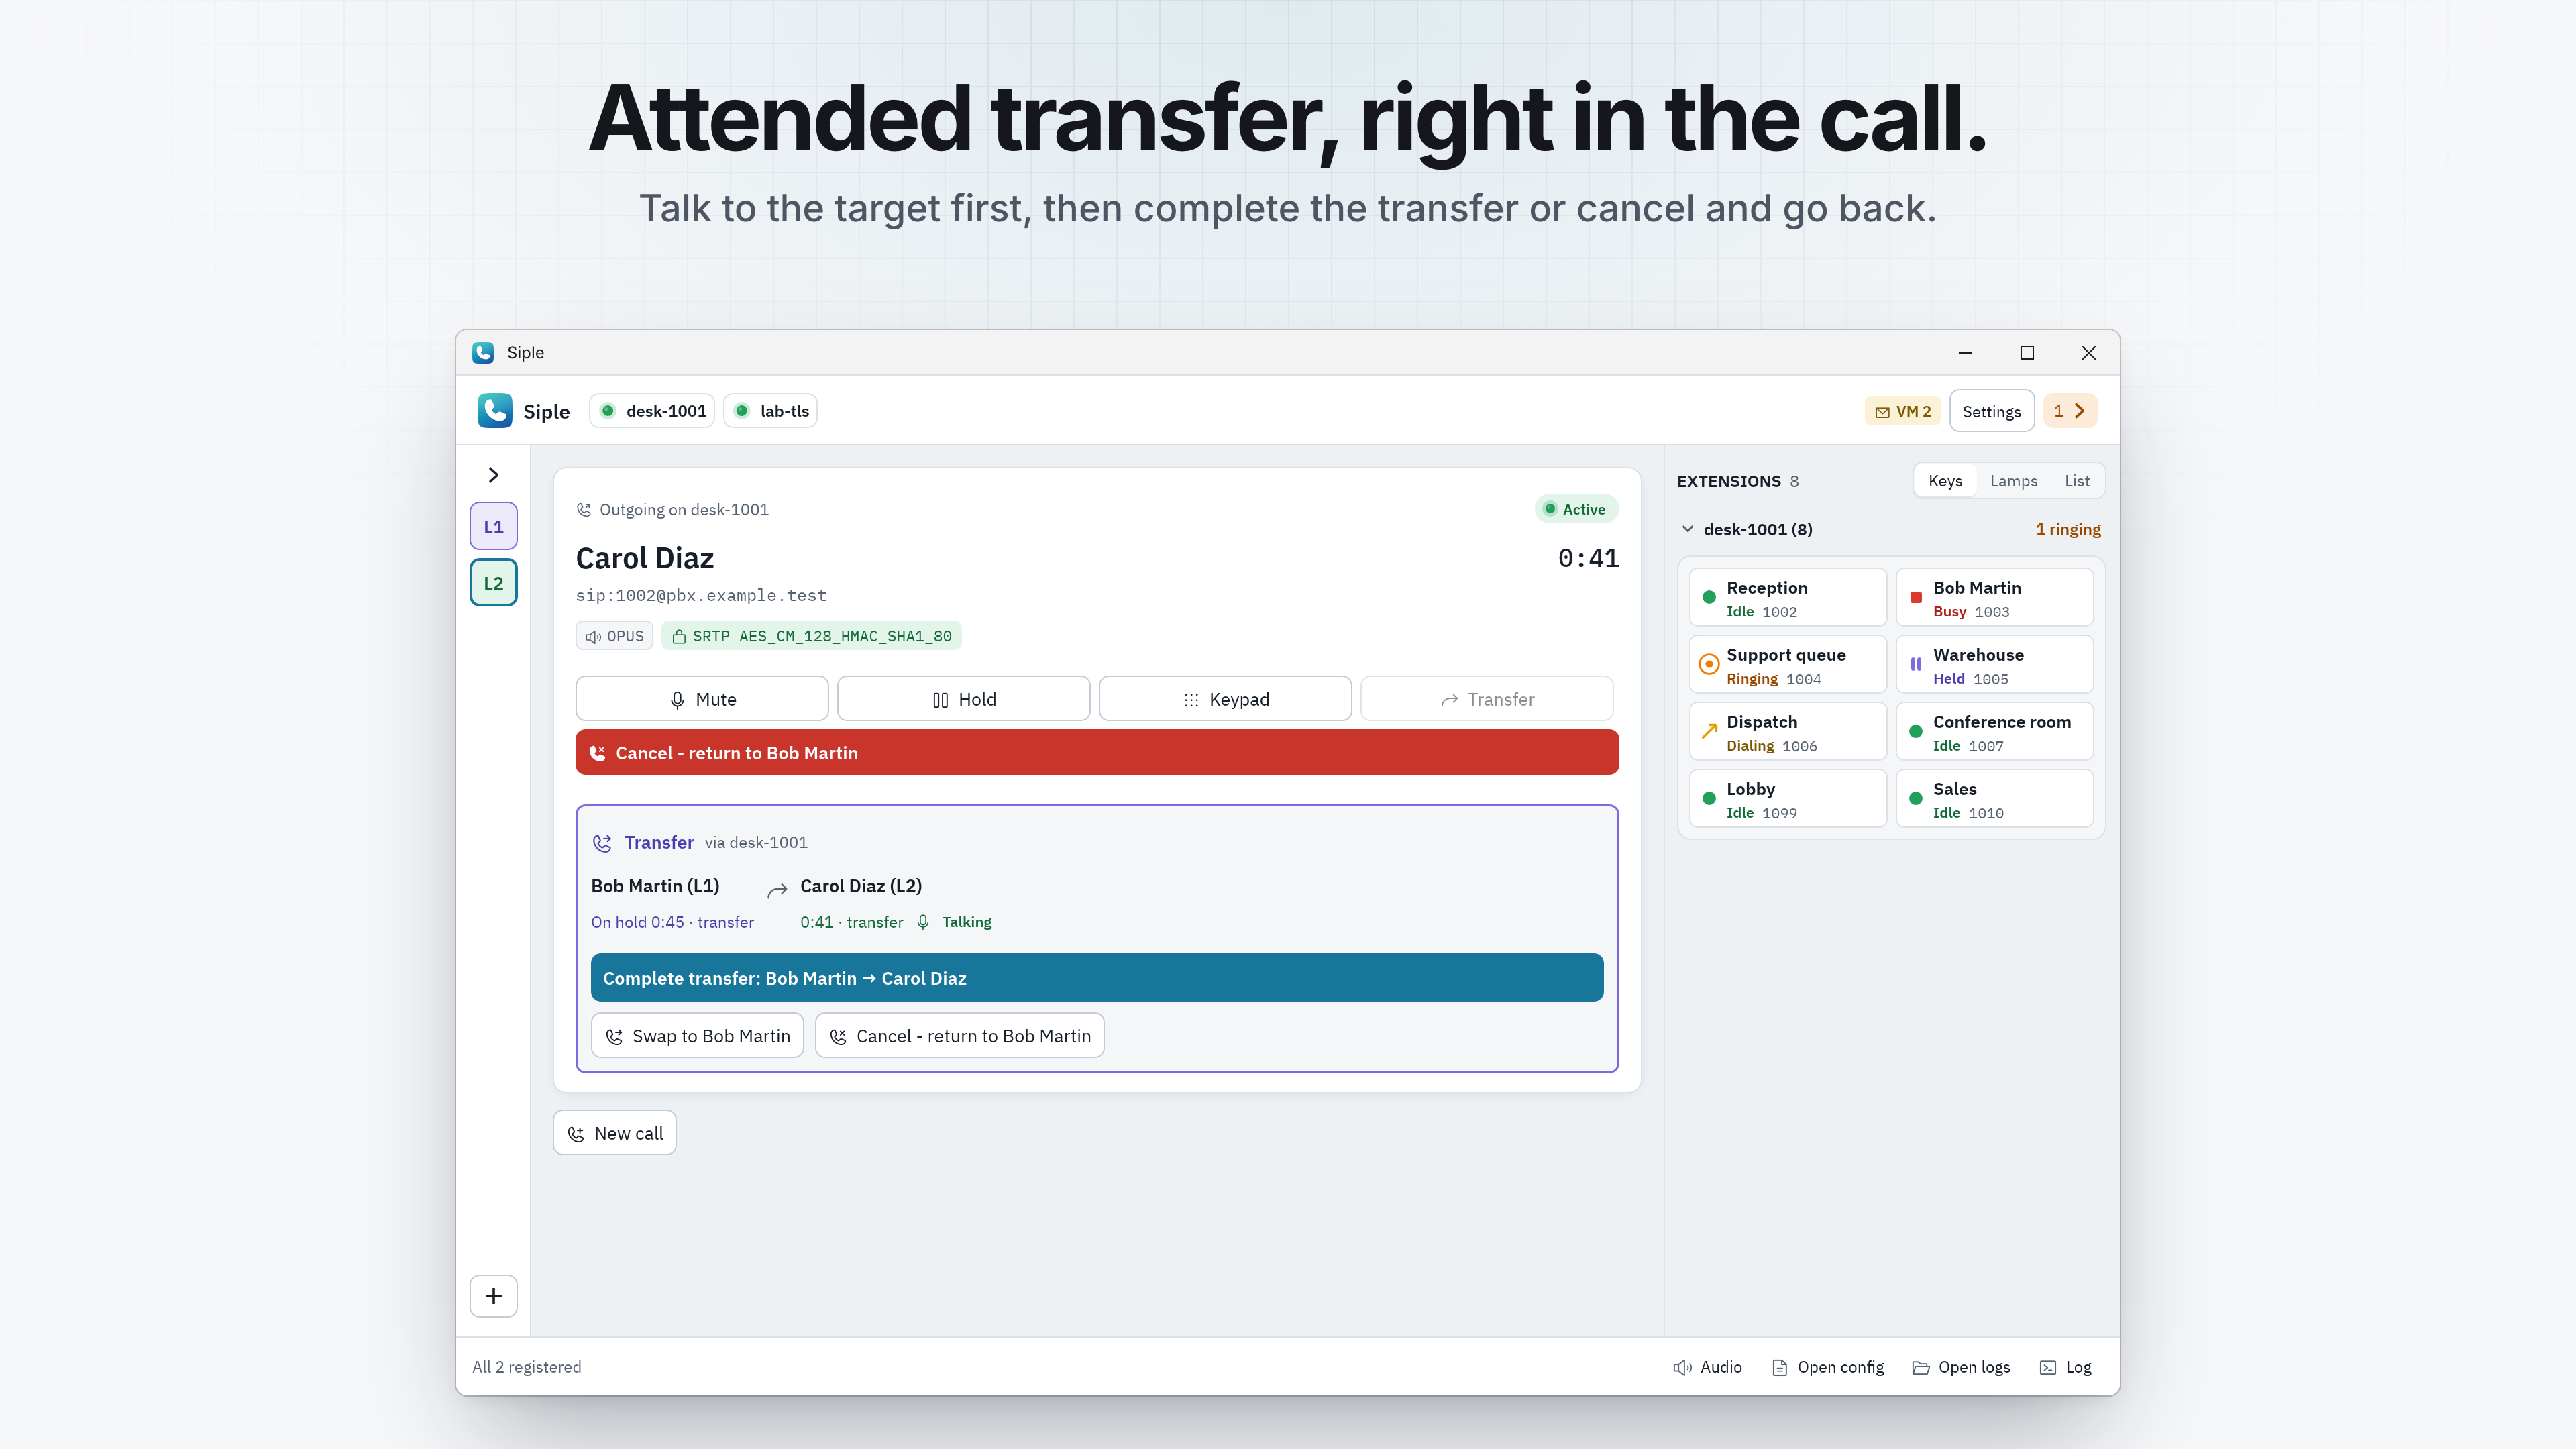 Attended transfer, right in the call.
Talk to the target first, then complete the transfer or cancel and go back.
Siple
Siple
desk-1001
lab-tls
VM 2
Settings
1
L1
L2
Outgoing on desk-1001
Active
Carol Diaz
0:41
sip:1002@pbx.example.test
OPUS
SRTP AES_CM_128_HMAC_SHA1_80
Mute
Hold
Keypad
Transfer
Cancel - return to Bob Martin
Transfer via desk-1001
Bob Martin (L1)
Carol Diaz (L2)
On hold 0:45 · transfer
0:41 · transfer
Talking
Complete transfer: Bob Martin → Carol Diaz
Swap to Bob Martin
Cancel - return to Bob Martin
New call
EXTENSIONS 8
Keys
Lamps
List
desk-1001 (8)
1 ringing
Reception
Idle 1002
Bob Martin
Busy 1003
Support queue
Ringing 1004
Warehouse
Held 1005
Dispatch
Dialing 1006
Conference room
Idle 1007
Lobby
Idle 1099
Sales
Idle 1010
All 2 registered
Audio
Open config
Open logs
Log